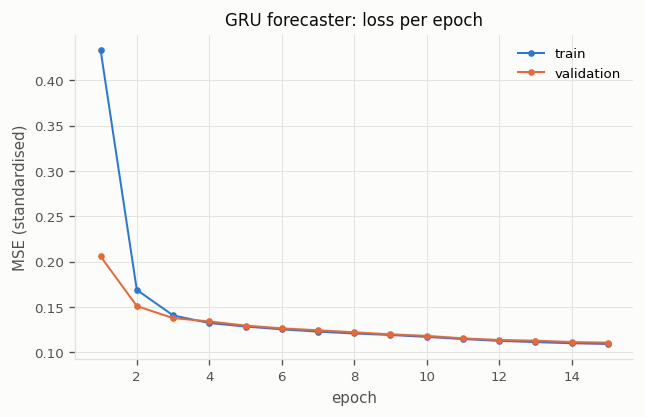 GRU forecaster: loss per epoch
train
validation
MSE (standardised)
0.40
0.35
0.30
0.25
0.20
0.15
0.10
2 4 6 8 10 12 14
epoch